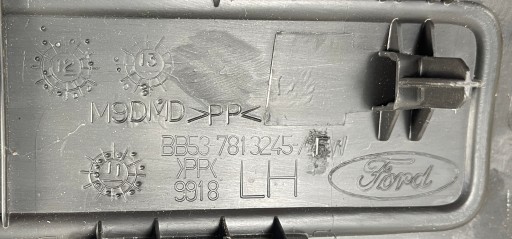 12 13
M9DMD >PP<
BB53 7813245
>PP<
11
9918 LH
Ford